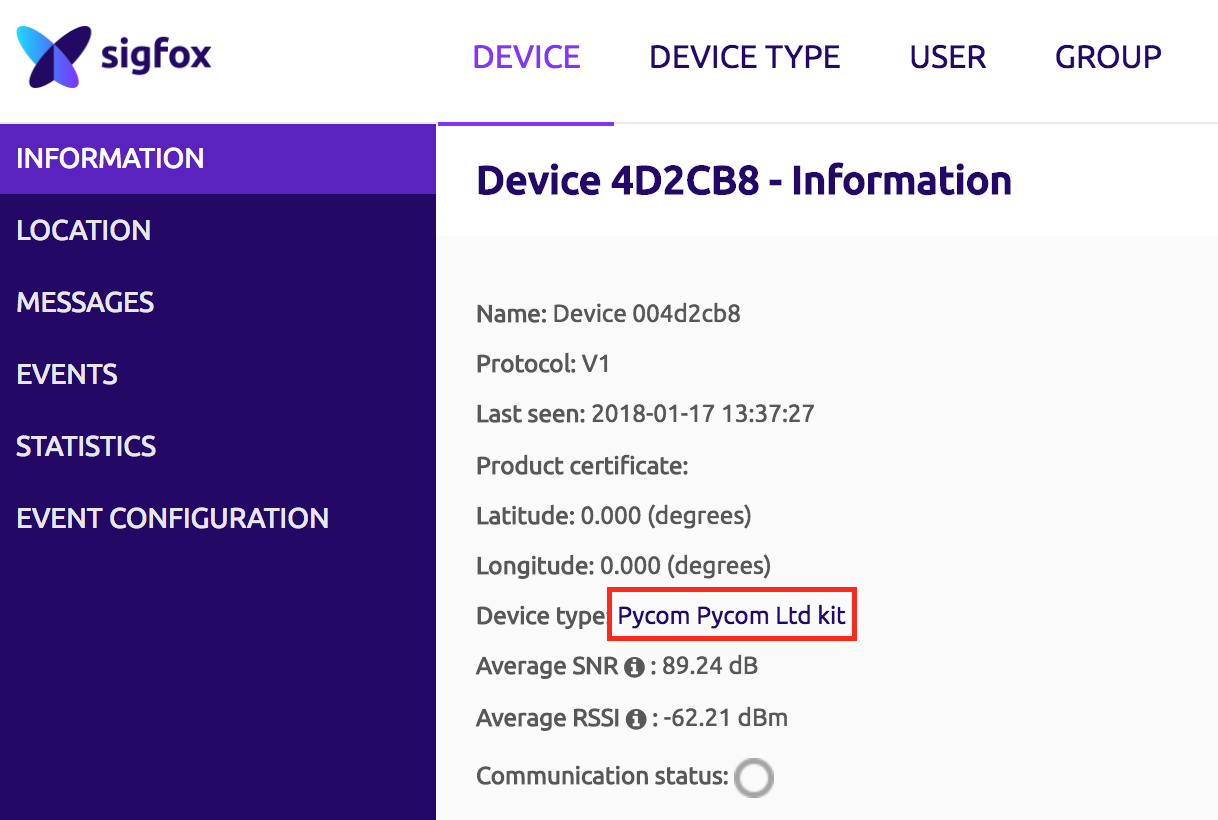 sigfox
DEVICE DEVICE TYPE USER GROUP
INFORMATION
LOCATION
MESSAGES
EVENTS
STATISTICS
EVENT CONFIGURATION
Device 4D2CB8 - Information
Name: Device 004d2cb8
Protocol: V1
Last seen: 2018-01-17 13:37:27
Product certificate:
Latitude: 0.000 (degrees)
Longitude: 0.000 (degrees)
Device type: Pycom Pycom Ltd kit
Average SNR i : 89.24 dB
Average RSSI i : -62.21 dBm
Communication status: